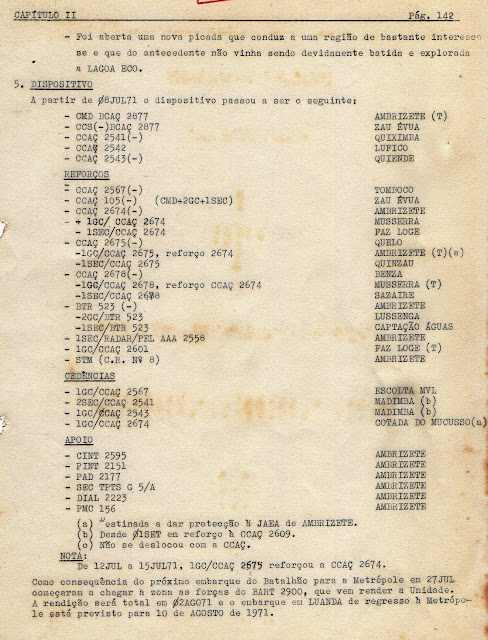 CAPÍTULO II Pág. 142
- Foi aberta uma nova picada que conduz a uma região de bastante interess
se e que do antecedente não vinha sendo devidamente batida e explorada
a LAGOA ECO.
5. DISPOSITIVO
A partir de Ø8JUL71 o dispositivo passou a ser o seguinte:
- CMD BCAÇ 2877 AMBRIZETE (T)
- CCS(-)BCAÇ 2877 ZAU ÉVUA
- CCAÇ 2541(-) QUIXIMBA
- CCAÇ 2542 LUFICO
- CCAÇ 2543(-) QUIENDE
REFORÇOS
- CCAÇ 2567(-) TOMBOCO
- CCAÇ 105(-) (CMD+2GC+1SEC) ZAU ÉVUA
- CCAÇ 2674(-) AMBRIZETE
- 1GC/ CCAÇ 2674 MUSSERRA
- 1SEC/CCAÇ 2674 FAZ LOGE
- CCAÇ 2675(-) QUELO
-1GC/CCAÇ 2675, reforço 2674 AMBRIZETE (T)(a)
-1SEC/CCAÇ 2675 QUINZAU
- CCAÇ 2678(-) BENZA
-1GC/CCAÇ 2678, reforço CCAÇ 2674 MUSSERRA (T)
-1SEC/CCAÇ 2678 SAZAIRE
- BTR 523 (-) AMBRIZETE
-2GC/BTR 523 LUSSENGA
-1SEC/BTR 523 CAPTAÇÃO ÁGUAS
- 1SEC/RADAR/PEL AAA 2558 AMBRIZETE
- 1GC/CCAÇ 2601 FAZ LOGE (T)
- STM (C.R. Nº 8) AMBRIZETE
CEDÊNCIAS
- 1GC/CCAÇ 2567 ESCOLTA MVL
- 2SEC/CCAÇ 2541 MADIMBA (b)
- 1GC/CCAÇ 2543 MADIMBA (b)
- 1GC/CCAÇ 2674 COTADA DO MUCUSSO(a)
APOIO
- CINT 2595 AMBRIZETE
- PINT 2151 AMBRIZETE
- PAD 2177 AMBRIZETE
- SEC TPTS G 5/A AMBRIZETE
- DIAL 2223 AMBRIZETE
- PMC 156 AMBRIZETE
(a) Destinada a dar protecção à JAEA de AMBRIZETE.
(b) Desde Ø1SET em reforço à CCAÇ 2609.
(c) Não se deslocou com a CCAÇ.
NOTA:
De 12JUL a 15JUL71, 1GC/CCAÇ 2675 reforçou a CCAÇ 2674.
Como consequência do próximo embarque do Batalhão para a Metrópole em 27JUL
começaram a chegar à zona as forças do BART 2900, que vem render a Unidade.
A rendição será total em Ø2AGO71 e o embarque em LUANDA de regresso à Metrópo-
le está previsto para 10 de AGOSTO de 1971.